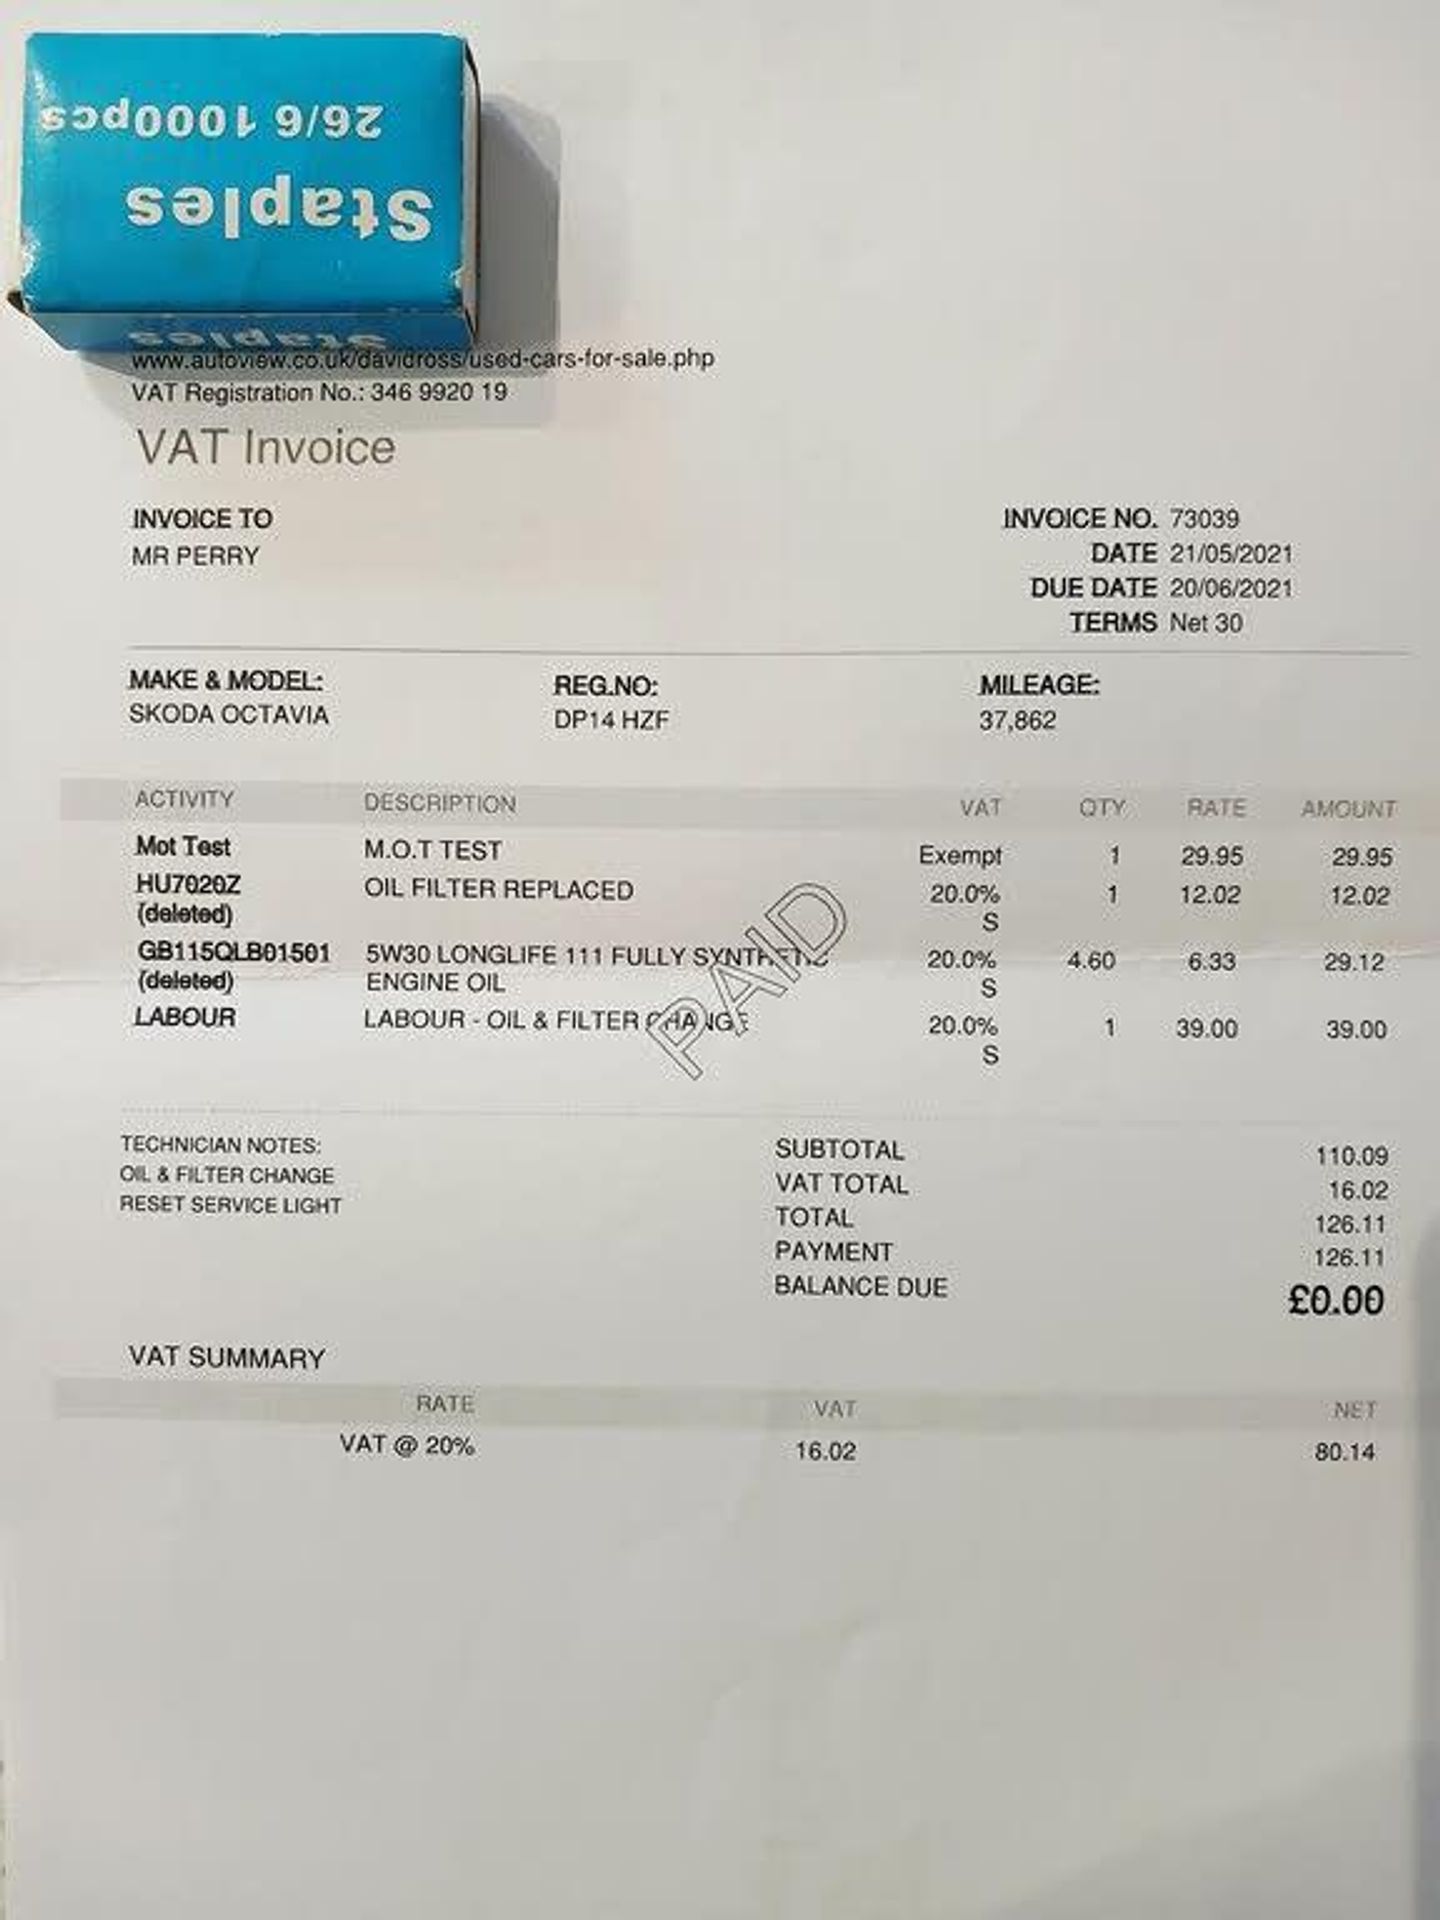 26/6 1000pcs
Staples
Staples
www.autoview.co.uk/davidross/used-cars-for-sale.php
VAT Registration No.: 346 9920 19
VAT Invoice
INVOICE TO
MR PERRY
INVOICE NO. 73039
DATE 21/05/2021
DUE DATE 20/06/2021
TERMS Net 30
MAKE & MODEL: REG.NO: MILEAGE:
SKODA OCTAVIA DP14 HZF 37,862
ACTIVITY DESCRIPTION VAT QTY RATE AMOUNT
Mot Test M.O.T TEST Exempt 1 29.95 29.95
HU7020Z OIL FILTER REPLACED 20.0% 1 12.02 12.02
(deleted) S
GB115QLB01501 5W30 LONGLIFE 111 FULLY SYNTHETIC 20.0% 4.60 6.33 29.12
(deleted) ENGINE OIL S
LABOUR LABOUR - OIL & FILTER CHANGE 20.0% 1 39.00 39.00
S
PAID
TECHNICIAN NOTES:
OIL & FILTER CHANGE
RESET SERVICE LIGHT
SUBTOTAL 110.09
VAT TOTAL 16.02
TOTAL 126.11
PAYMENT 126.11
BALANCE DUE £0.00
VAT SUMMARY
RATE VAT NET
VAT @ 20% 16.02 80.14